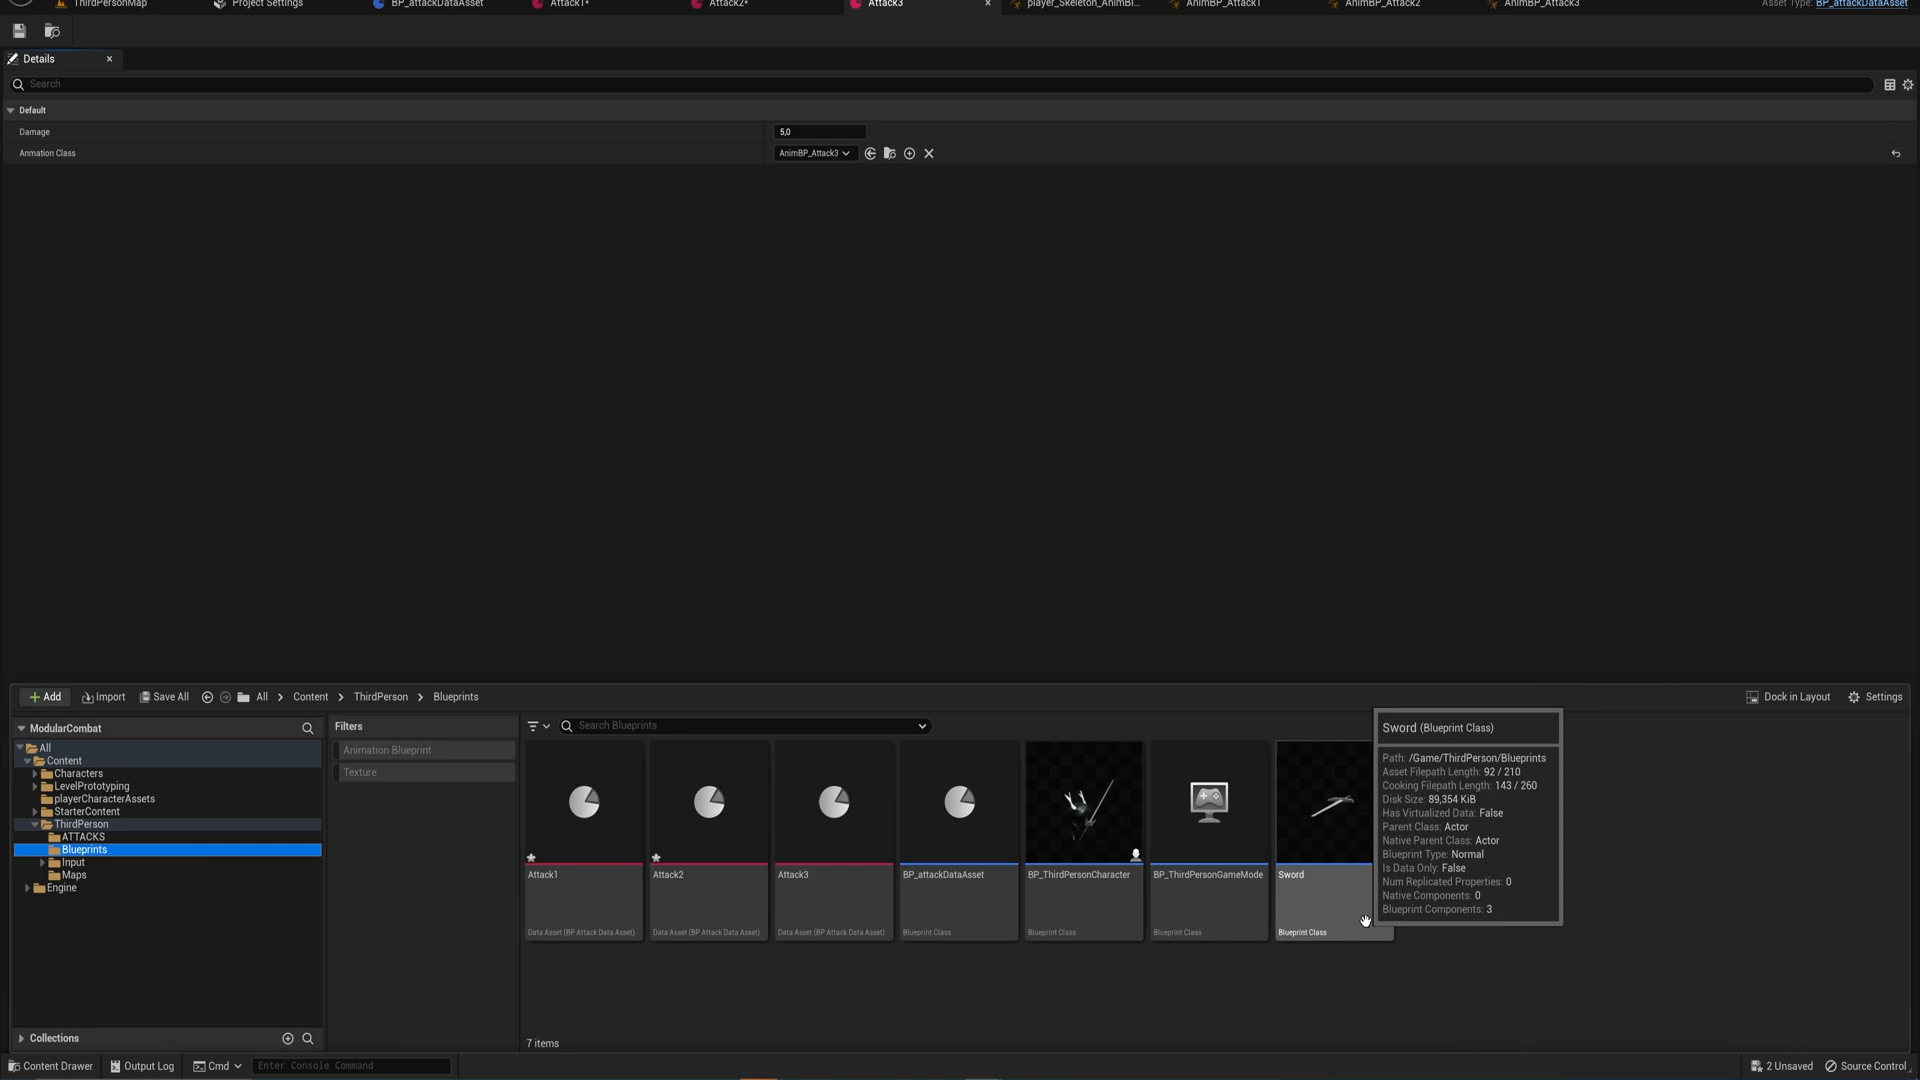 ThirdPersonMap
Project Settings
BP_attackDataAsset
Attack1*
Attack2*
Attack3
player_Skeleton_AnimBl...
AnimBP_Attack1
AnimBP_Attack2
AnimBP_Attack3
Asset Type: BP_attackDataAsset
Details
Search
Default
Damage
5,0
Anmation Class
AnimBP_Attack3
Add
Import
Save All
All
Content
ThirdPerson
Blueprints
Dock in Layout
Settings
ModularCombat
All
Content
Characters
LevelPrototyping
playerCharacterAssets
StarterContent
ThirdPerson
ATTACKS
Blueprints
Input
Maps
Engine
Collections
Filters
Animation Blueprint
Texture
Search Blueprints
Attack1
Data Asset (BP Attack Data Asset)
Attack2
Data Asset (BP Attack Data Asset)
Attack3
Data Asset (BP Attack Data Asset)
BP_attackDataAsset
Blueprint Class
BP_ThirdPersonCharacter
Blueprint Class
BP_ThirdPersonGameMode
Blueprint Class
Sword
Blueprint Class
Sword (Blueprint Class)
Path: /Game/ThirdPerson/Blueprints
Asset Filepath Length: 92 / 210
Cooking Filepath Length: 143 / 260
Disk Size: 89,354 KiB
Has Virtualized Data: False
Parent Class: Actor
Native Parent Class: Actor
Blueprint Type: Normal
Is Data Only: False
Num Replicated Properties: 0
Native Components: 0
Blueprint Components: 3
7 items
Content Drawer
Output Log
Cmd
Enter Console Command
2 Unsaved
Source Control